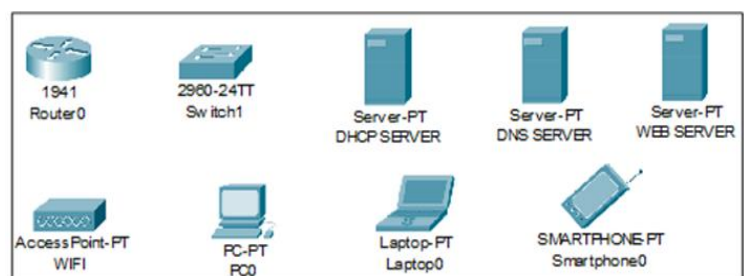 1941
Router0
2960-24TT
Switch1
Server-PT
DHCP SERVER
Server-PT
DNS SERVER
Server-PT
WEB SERVER
AccessPoint-PT
WIFI
PC-PT
PC0
Laptop-PT
Laptop0
SMARTPHONE-PT
Smartphone0